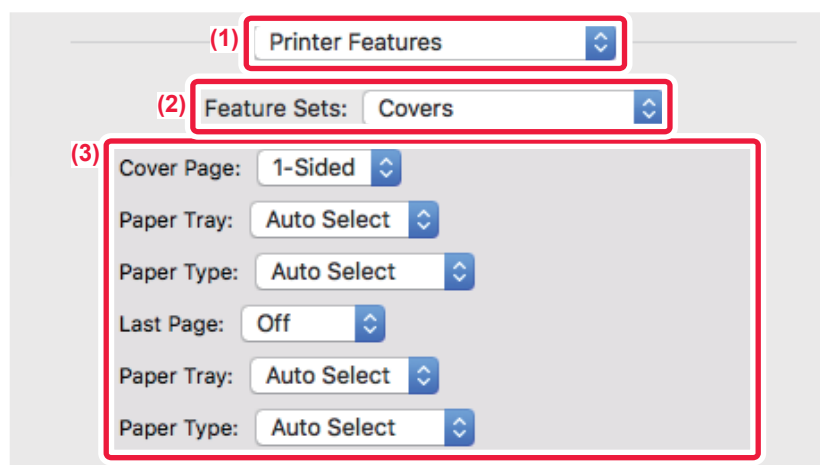 (1) Printer Features
(2) Feature Sets: Covers
(3)
Cover Page: 1-Sided
Paper Tray: Auto Select
Paper Type: Auto Select
Last Page: Off
Paper Tray: Auto Select
Paper Type: Auto Select